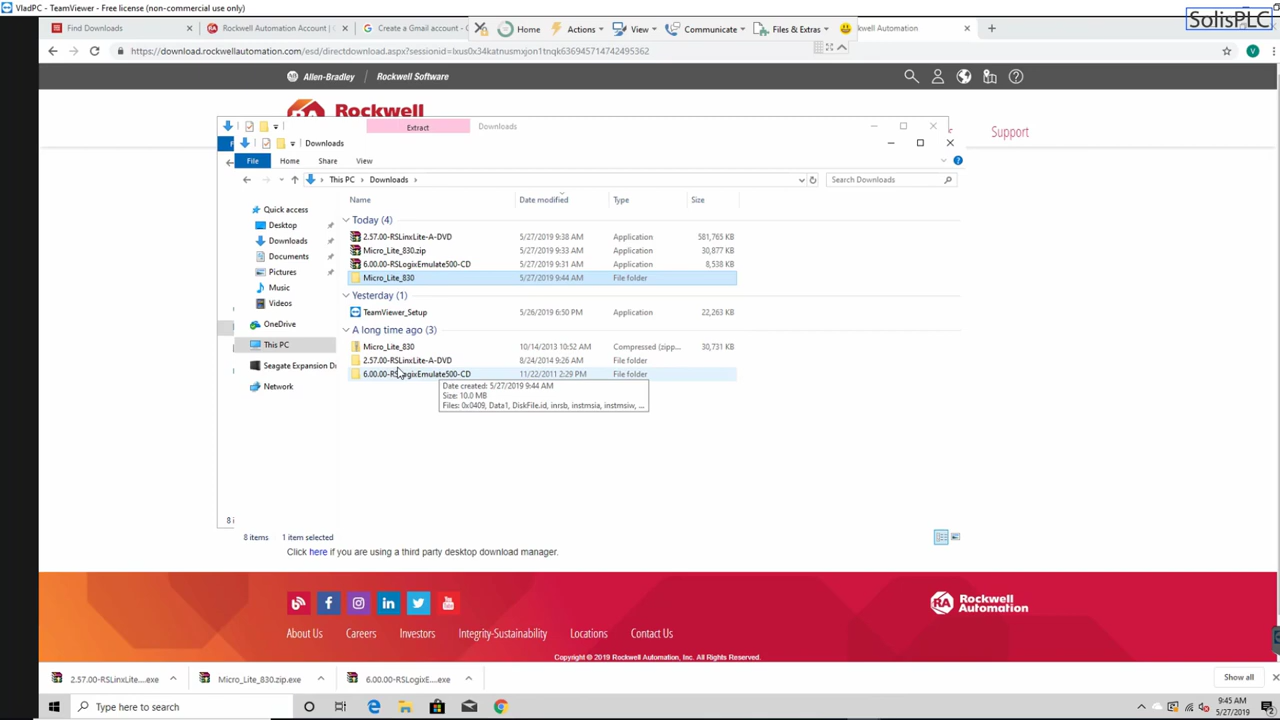 VladPC - TeamViewer - Free license (non-commercial use only)
SolisPLC
Find Downloads
Rockwell Automation Account |
Create a Gmail account - G
Home
Actions
View
Communicate
Files & Extras
Automation
https://download.rockwellautomation.com/esd/directdownload.aspx?sessionid=lxus0x34katnusmxjon1tnqk636945714742495362
V
Allen-Bradley
Rockwell Software
Rockwell
Support
Extract
Downloads
Downloads
File
Home
Share
View
This PC
Downloads
Search Downloads
Name
Date modified
Type
Size
Quick access
Desktop
Downloads
Documents
Pictures
Music
Videos
OneDrive
This PC
Seagate Expansion Dr
Network
Today (4)
2.57.00-RSLinxLite-A-DVD 5/27/2019 9:38 AM Application 581,765 KB
Micro_Lite_830.zip 5/27/2019 9:33 AM Application 30,877 KB
6.00.00-RSLogixEmulate500-CD 5/27/2019 9:31 AM Application 8,538 KB
Micro_Lite_830 5/27/2019 9:44 AM File folder
Yesterday (1)
TeamViewer_Setup 5/26/2019 6:50 PM Application 22,263 KB
A long time ago (3)
Micro_Lite_830 10/14/2013 10:52 AM Compressed (zipp... 30,731 KB
2.57.00-RSLinxLite-A-DVD 8/24/2014 9:26 AM File folder
6.00.00-RSLogixEmulate500-CD 11/22/2011 2:29 PM File folder
Date created: 5/27/2019 9:44 AM
Size: 10.0 MB
Files: 0x0409, Data1, DiskFile.id, inrsb, instmsia, instmsiw, ...
8 i
8 items 1 item selected
Click here if you are using a third party desktop download manager.
RA
Rockwell
Automation
About Us
Careers
Investors
Integrity-Sustainability
Locations
Contact Us
Copyright © 2019 Rockwell Automation, Inc. All Rights Reserved.
2.57.00-RSLinxLite....exe
Micro_Lite_830.zip.exe
6.00.00-RSLogixE....exe
Show all
Type here to search
9:45 AM
5/27/2019
2